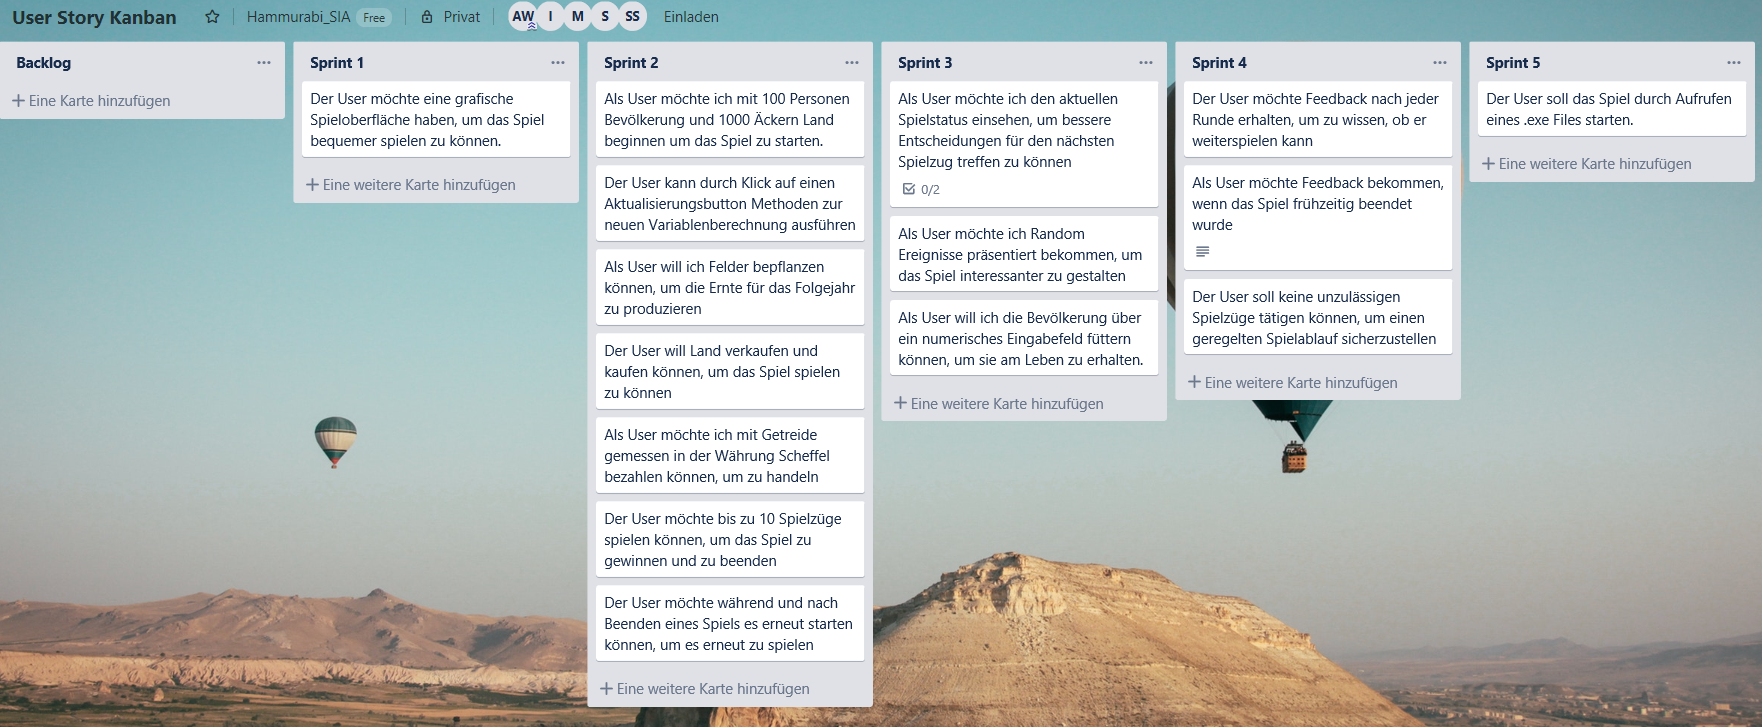 User Story Kanban
Hammurabi_SIA Free
Privat
AW I M S SS
Einladen
Backlog
Eine Karte hinzufügen
Sprint 1
Der User möchte eine grafische
Spieloberfläche haben, um das Spiel
bequemer spielen zu können.
Eine weitere Karte hinzufügen
Sprint 2
Als User möchte ich mit 100 Personen
Bevölkerung und 1000 Äckern Land
beginnen um das Spiel zu starten.
Der User kann durch Klick auf einen
Aktualisierungsbutton Methoden zur
neuen Variablenberechnung ausführen
Als User will ich Felder bepflanzen
können, um die Ernte für das Folgejahr
zu produzieren
Der User will Land verkaufen und
kaufen können, um das Spiel spielen
zu können
Als User möchte ich mit Getreide
gemessen in der Währung Scheffel
bezahlen können, um zu handeln
Der User möchte bis zu 10 Spielzüge
spielen können, um das Spiel zu
gewinnen und zu beenden
Der User möchte während und nach
Beenden eines Spiels es erneut starten
können, um es erneut zu spielen
Eine weitere Karte hinzufügen
Sprint 3
Als User möchte ich den aktuellen
Spielstatus einsehen, um bessere
Entscheidungen für den nächsten
Spielzug treffen zu können
0/2
Als User möchte ich Random
Ereignisse präsentiert bekommen, um
das Spiel interessanter zu gestalten
Als User will ich die Bevölkerung über
ein numerisches Eingabefeld füttern
können, um sie am Leben zu erhalten.
Eine weitere Karte hinzufügen
Sprint 4
Der User möchte Feedback nach jeder
Runde erhalten, um zu wissen, ob er
weiterspielen kann
Als User möchte Feedback bekommen,
wenn das Spiel frühzeitig beendet
wurde
Der User soll keine unzulässigen
Spielzüge tätigen können, um einen
geregelten Spielablauf sicherzustellen
Eine weitere Karte hinzufügen
Sprint 5
Der User soll das Spiel durch Aufrufen
eines .exe Files starten.
Eine weitere Karte hinzufügen